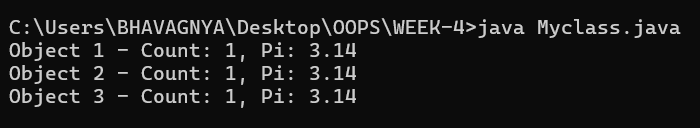 C:\Users\BHAVAGNYA\Desktop\OOPS\WEEK-4>java Myclass.java
Object 1 - Count: 1, Pi: 3.14
Object 2 - Count: 1, Pi: 3.14
Object 3 - Count: 1, Pi: 3.14